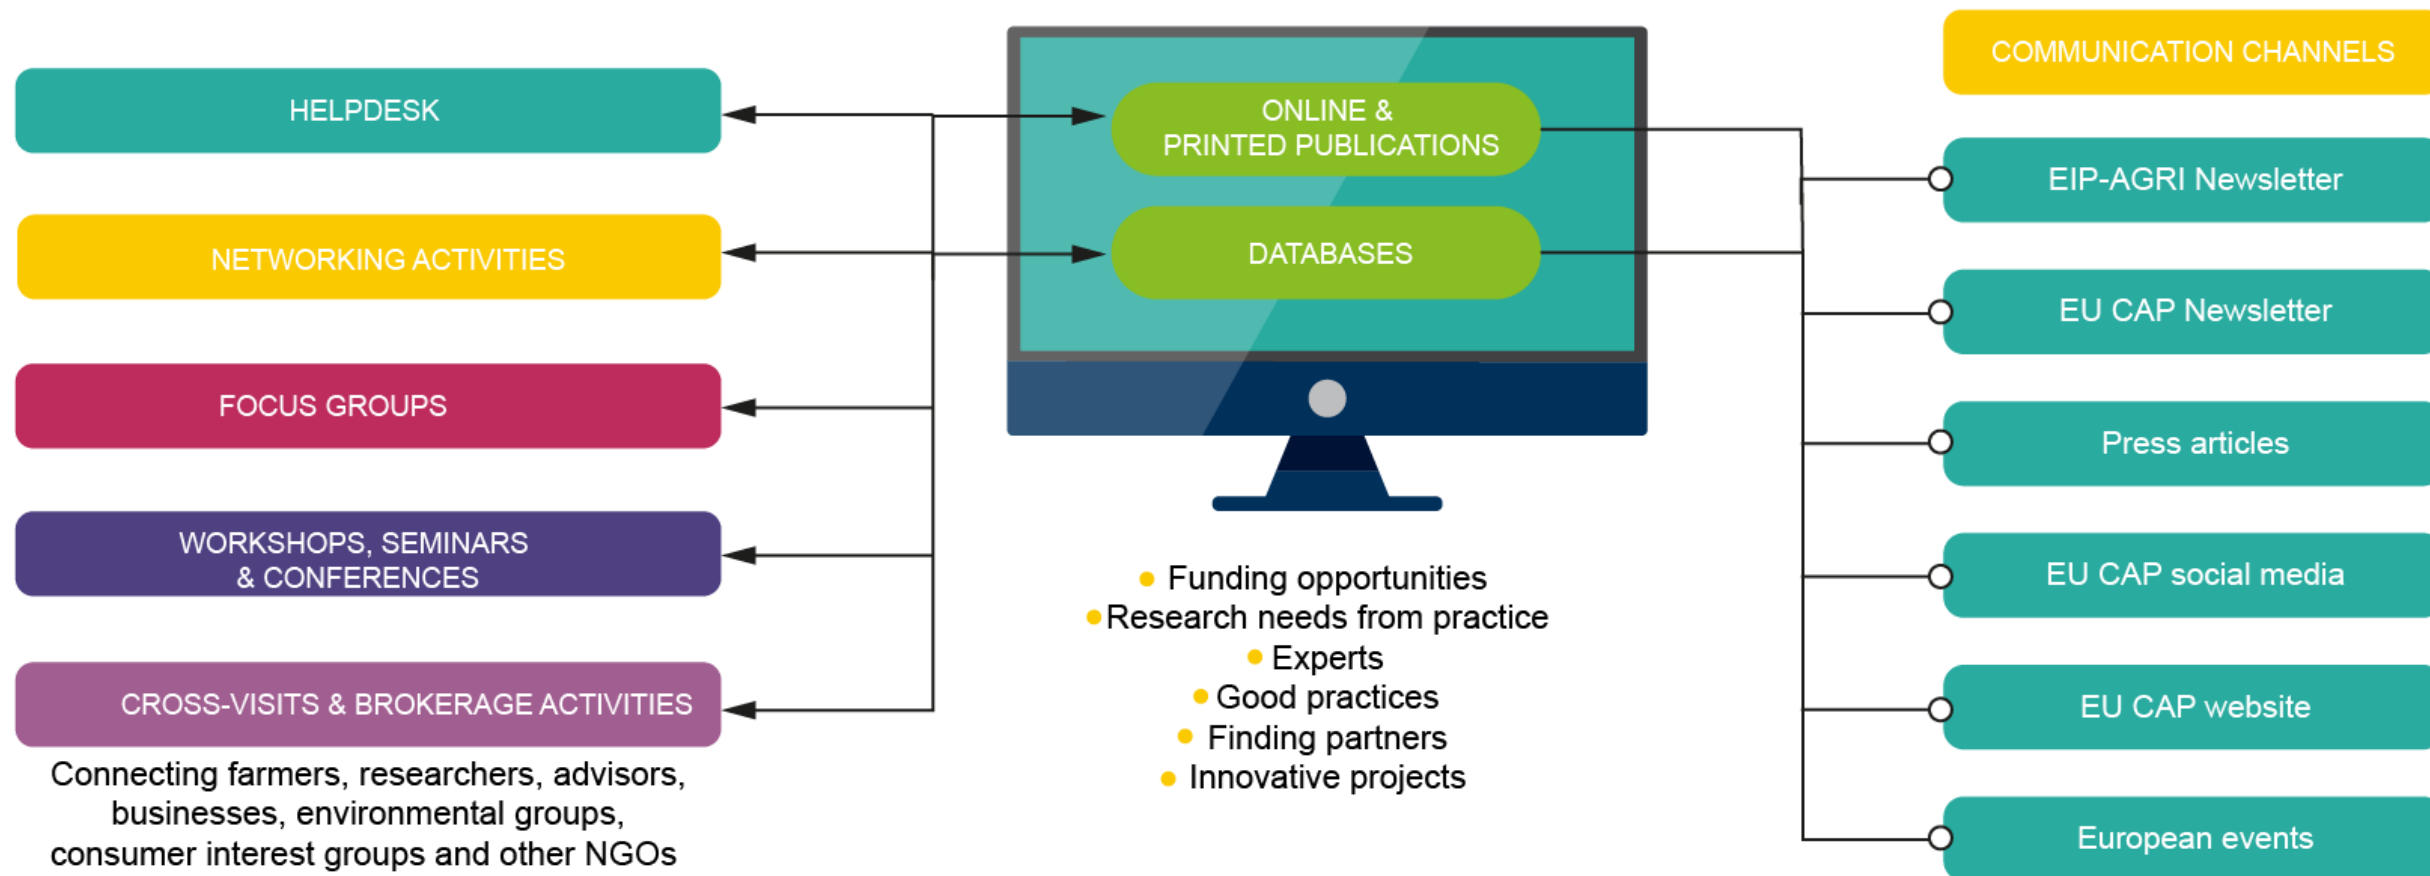 HELPDESK
NETWORKING ACTIVITIES
FOCUS GROUPS
WORKSHOPS, SEMINARS
& CONFERENCES
CROSS-VISITS & BROKERAGE ACTIVITIES
Connecting farmers, researchers, advisors,
businesses, environmental groups,
consumer interest groups and other NGOs
ONLINE &
PRINTED PUBLICATIONS
DATABASES
Funding opportunities
Research needs from practice
Experts
Good practices
Finding partners
Innovative projects
COMMUNICATION CHANNELS
EIP-AGRI Newsletter
EU CAP Newsletter
Press articles
EU CAP social media
EU CAP website
European events